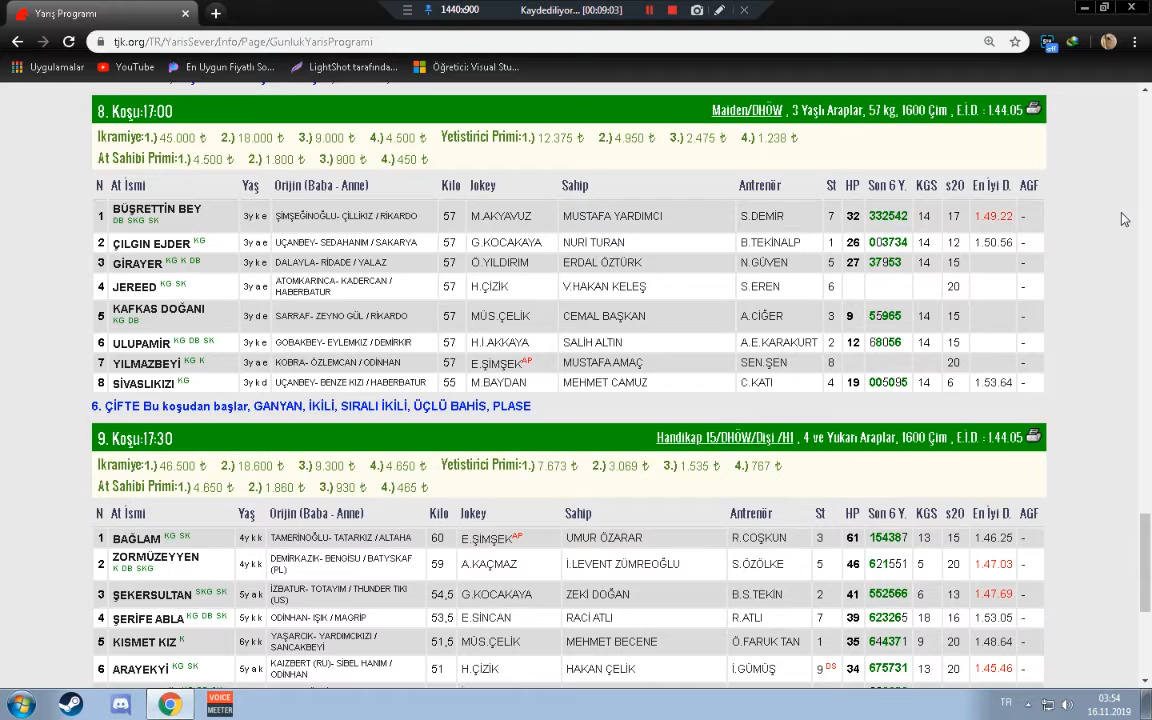 Yarış Programı
1440x900
Kaydediliyor... [00:09:03]
tjk.org/TR/YarisSever/Info/Page/GunlukYarisProgrami
off
Uygulamalar YouTube En Uygun Fiyatlı So... LightShot tarafında... Öğretici: Visual Stu...
8. Koşu:17:00 Maiden/DHÖW , 3 Yaşlı Araplar, 57 kg, 1600 Çim , E.İ.D. : 1.44.05
Ikramiye:1.) 45.000 ₺ 2.) 18.000 ₺ 3.) 9.000 ₺ 4.) 4.500 ₺ Yetistirici Primi:1.) 12.375 ₺ 2.) 4.950 ₺ 3.) 2.475 ₺ 4.) 1.238 ₺
At Sahibi Primi:1.) 4.500 ₺ 2.) 1.800 ₺ 3.) 900 ₺ 4.) 450 ₺
N At İsmi Yaş Orijin (Baba - Anne) Kilo Jokey Sahip Antrenör St HP Son 6 Y. KGS s20 En İyi D. AGF
1 BÜŞRETTİN BEY DB SKG SK 3y k e ŞİMŞEĞİNOĞLU- ÇİLLİKIZ / RİKARDO 57 M.AKYAVUZ MUSTAFA YARDIMCI S.DEMİR 7 32 332542 14 17 1.49.22 -
2 ÇILGIN EJDER KG 3y a e UÇANBEY- SEDAHANIM / SAKARYA 57 G.KOCAKAYA NURİ TURAN B.TEKİNALP 1 26 003734 14 12 1.50.56 -
3 GİRAYER KG K DB 3y k e DALAYLA- RİDADE / YALAZ 57 Ö.YILDIRIM ERDAL ÖZTÜRK N.GÜVEN 5 27 37953 14 15 -
4 JEREED KG SK 3y a e ATOMKARINCA- KADERCAN / HABERBATUR 57 H.ÇİZİK V.HAKAN KELEŞ S.EREN 6 20 -
5 KAFKAS DOĞANI KG DB 3y d e SARRAF- ZEYNO GÜL / RİKARDO 57 MÜS.ÇELİK CEMAL BAŞKAN A.CİĞER 3 9 55965 14 15 -
6 ULUPAMİR KG DB SK 3y k e GOBAKBEY- EYLEMKIZ / DEMİRKIR 57 H.İ.AKKAYA SALİH ALTIN A.E.KARAKURT 2 12 68056 14 15 -
7 YILMAZBEYİ KG K 3y a e KOBRA- ÖZLEMCAN / ODİNHAN 57 E.ŞİMŞEK AP MUSTAFA AMAÇ SEN.ŞEN 8 20 -
8 SİVASLIKIZI KG 3y k d UÇANBEY- BENZE KIZI / HABERBATUR 55 M.BAYDAN MEHMET CAMUZ C.KATI 4 19 005095 14 6 1.53.64 -
6. ÇİFTE Bu koşudan başlar, GANYAN, İKİLİ, SIRALI İKİLİ, ÜÇLÜ BAHİS, PLASE
9. Koşu:17:30 Handikap 15/DHÖW/Dişi /H1 , 4 ve Yukarı Araplar, 1600 Çim , E.İ.D. : 1.44.05
Ikramiye:1.) 46.500 ₺ 2.) 18.600 ₺ 3.) 9.300 ₺ 4.) 4.650 ₺ Yetistirici Primi:1.) 7.673 ₺ 2.) 3.069 ₺ 3.) 1.535 ₺ 4.) 767 ₺
At Sahibi Primi:1.) 4.650 ₺ 2.) 1.860 ₺ 3.) 930 ₺ 4.) 465 ₺
N At İsmi Yaş Orijin (Baba - Anne) Kilo Jokey Sahip Antrenör St HP Son 6 Y. KGS s20 En İyi D. AGF
1 BAĞLAM KG SK 4y k k TAMERİNOĞLU- TATARKIZ / ALTAHA 60 E.ŞİMŞEK AP UMUR ÖZARAR R.COŞKUN 3 61 154387 13 15 1.46.25 -
2 ZORMÜZEYYEN K DB SKG 4y k k DEMİRKAZIK- BENGİSU / BATYSKAF (PL) 59 A.KAÇMAZ İ.LEVENT ZÜMREOĞLU S.ÖZÖLKE 5 46 621551 5 20 1.47.03 -
3 ŞEKERSULTAN SKG SK 5y a k İZBATUR- TOTAYIM / THUNDER TIKI (US) 54,5 G.KOCAKAYA ZEKİ DOĞAN B.S.TEKİN 2 41 552566 6 13 1.47.69 -
4 ŞERİFE ABLA KG DB SK 5y k k ODİNHAN- IŞIK / MAGRİP 53,5 E.SİNCAN RACİ ATLI R.ATLI 7 39 623265 18 16 1.53.05 -
5 KISMET KIZ K 6y k k YAŞARCIK- YARDIMCIKIZI / SANCAKBEYİ 51,5 MÜS.ÇELİK MEHMET BECENE Ö.FARUK TAN 1 35 644371 9 20 1.48.64 -
6 ARAYEKYİ KG SK 5y a k KAIZBERT (RU)- SİBEL HANIM / ODİNHAN 51 H.ÇİZİK HAKAN ÇELİK İ.GÜMÜŞ 9 DS 34 675731 13 20 1.45.46 -
VOICE MEETER
TR 03:54
16.11.2019